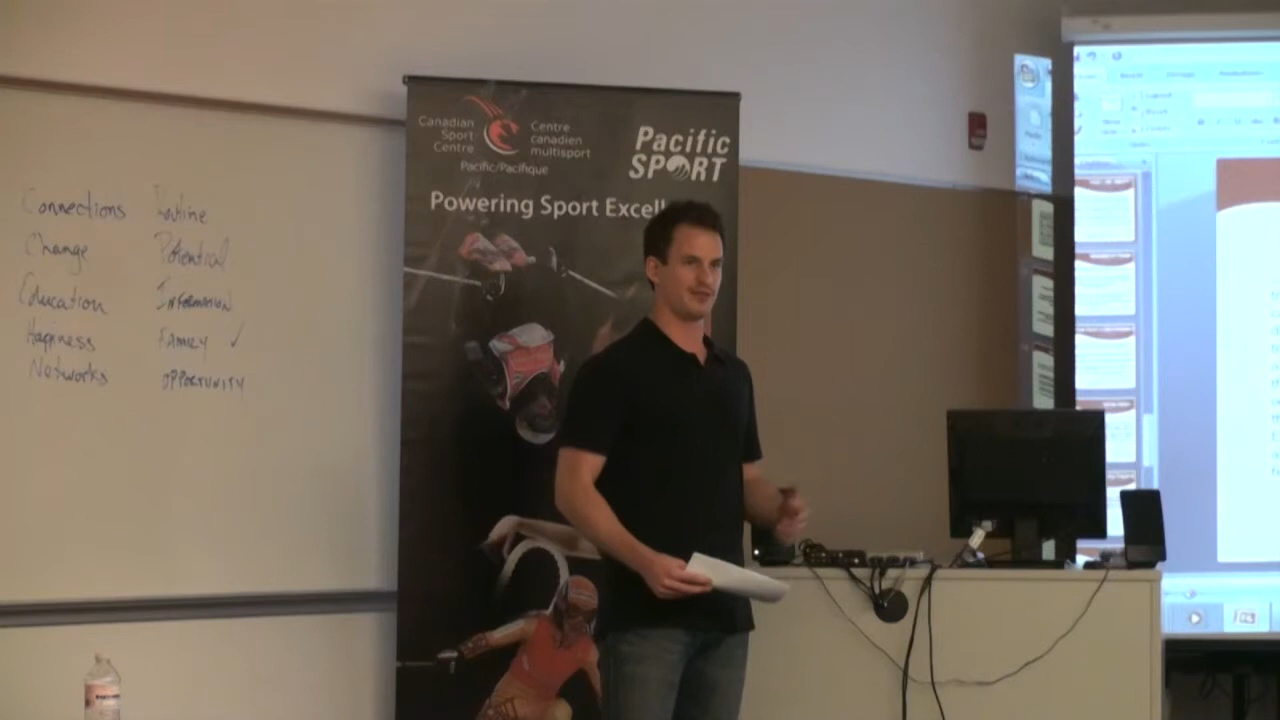 Connections Routine
Change Potential
Education Information
Happiness Family ✓
Networks OPPORTUNITY
Canadian
Sport
Centre
Centre
canadien
multisport
Pacific/Pacifique
Pacific
SPORT
Powering Sport Excell